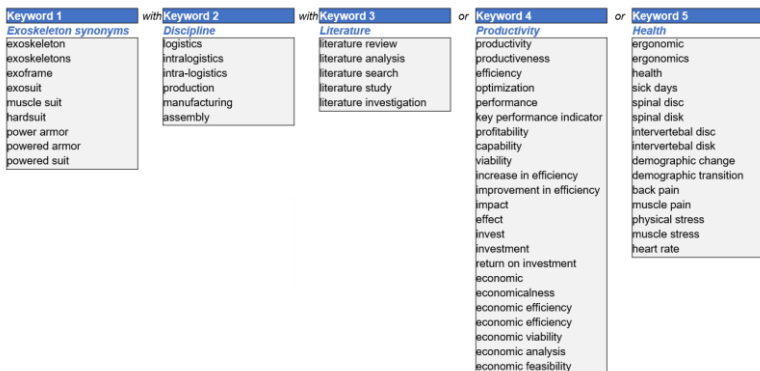 Keyword 1 with Keyword 2 with Keyword 3 or Keyword 4 or Keyword 5
Exoskeleton synonyms Discipline Literature Productivity Health
exoskeleton
exoskeletons
exoframe
exosuit
muscle suit
hardsuit
power armor
powered armor
powered suit
logistics
intralogistics
intra-logistics
production
manufacturing
assembly
literature review
literature analysis
literature search
literature study
literature investigation
productivity
productiveness
efficiency
optimization
performance
key performance indicator
profitability
capability
viability
increase in efficiency
improvement in efficiency
impact
effect
invest
investment
return on investment
economic
economicalness
economic efficiency
economic efficiency
economic viability
economic analysis
economic feasibility
ergonomic
ergonomics
health
sick days
spinal disc
spinal disk
intervertebal disc
intervertebal disk
demographic change
demographic transition
back pain
muscle pain
physical stress
muscle stress
heart rate